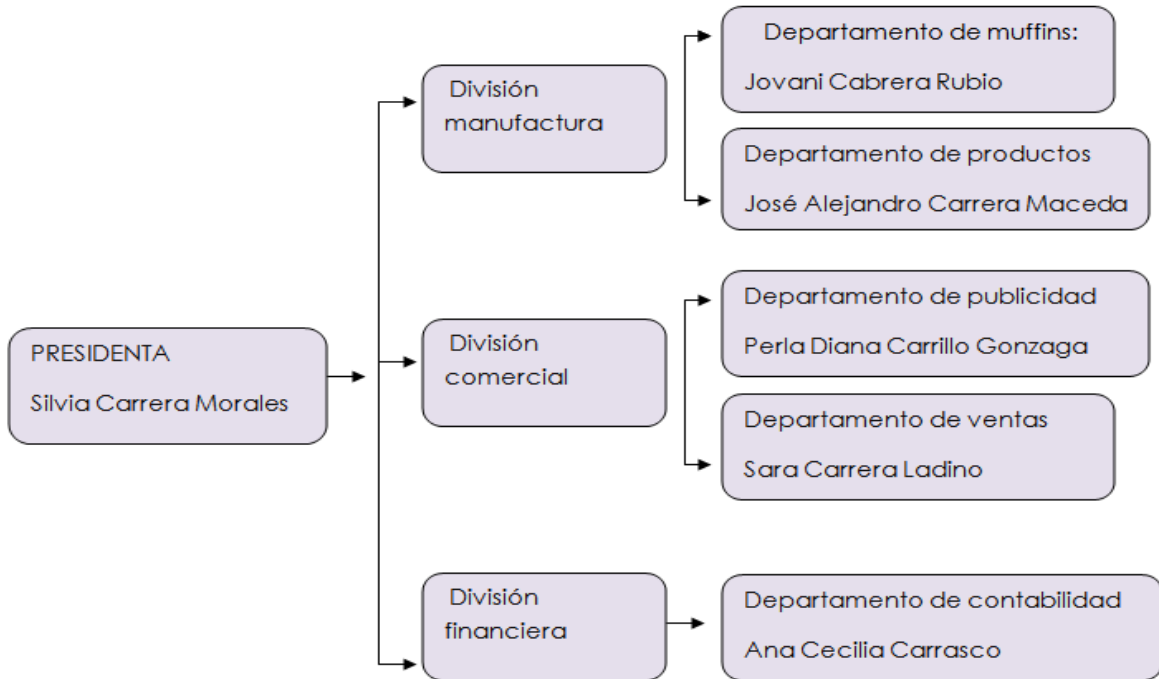 PRESIDENTA
Silvia Carrera Morales
División
manufactura
Departamento de muffins:
Jovani Cabrera Rubio
Departamento de productos
José Alejandro Carrera Maceda
División
comercial
Departamento de publicidad
Perla Diana Carrillo Gonzaga
Departamento de ventas
Sara Carrera Ladino
División
financiera
Departamento de contabilidad
Ana Cecilia Carrasco